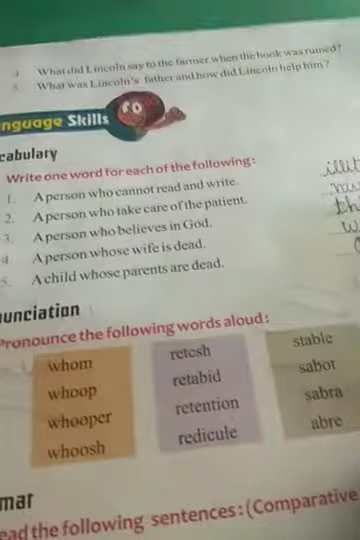 4. What did Lincoln say to the farmer when the book was ruined?
5. What was Lincoln's father and how did Lincoln help him?
nguage Skills
cabulary
Write one word for each of the following:
1. A person who cannot read and write.
2. A person who take care of the patient.
3. A person who believes in God.
4. A person whose wife is dead.
5. A child whose parents are dead.
illit
nu
th
w
nunciation
Pronounce the following words aloud:
whom
whoop
whooper
whoosh
retesh
retabid
retention
redicule
stable
sabot
sabra
abre
mar
ead the following sentences: (Comparative